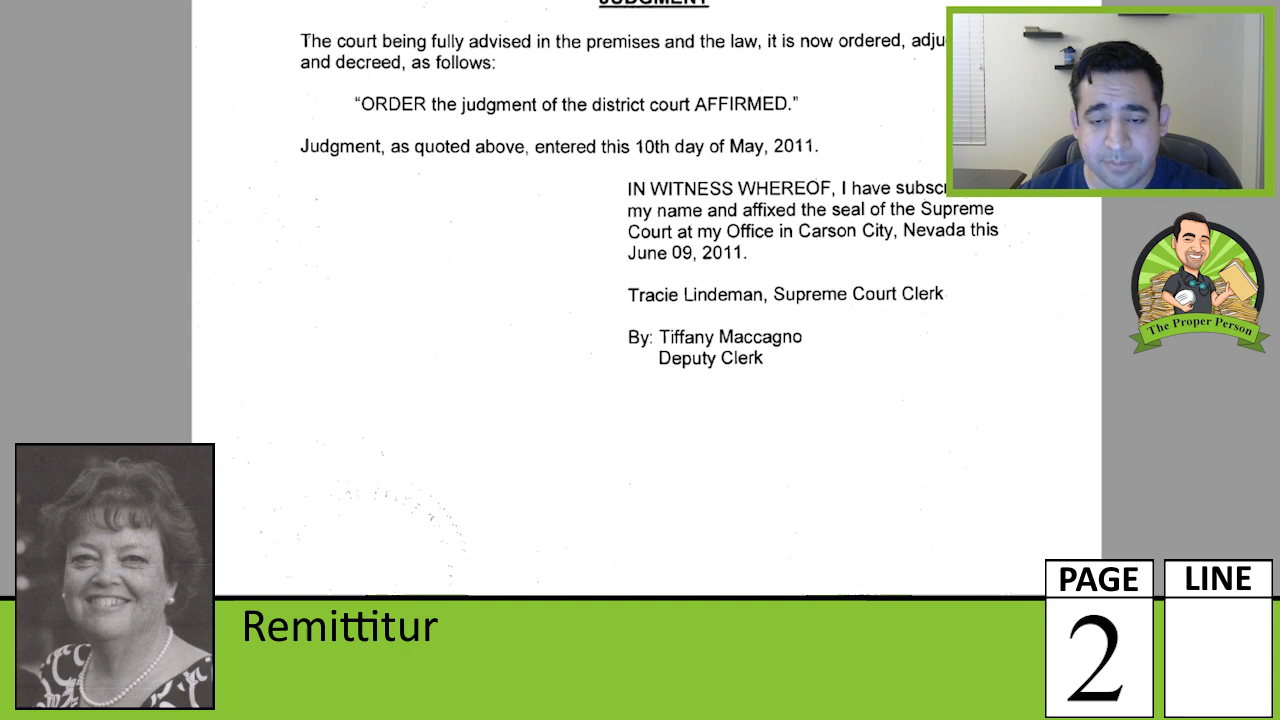 JUDGMENT
The court being fully advised in the premises and the law, it is now ordered,
and decreed, as follows:
"ORDER the judgment of the district court AFFIRMED."
Judgment, as quoted above, entered this 10th day of May, 2011.
IN WITNESS WHEREOF, I have
my name and affixed the seal of the Supreme
Court at my Office in Carson City, Nevada this
June 09, 2011.
Tracie Lindeman, Supreme Court Clerk
By: Tiffany Maccagno
Deputy Clerk
The Proper Person
Remittitur
PAGE
2
LINE